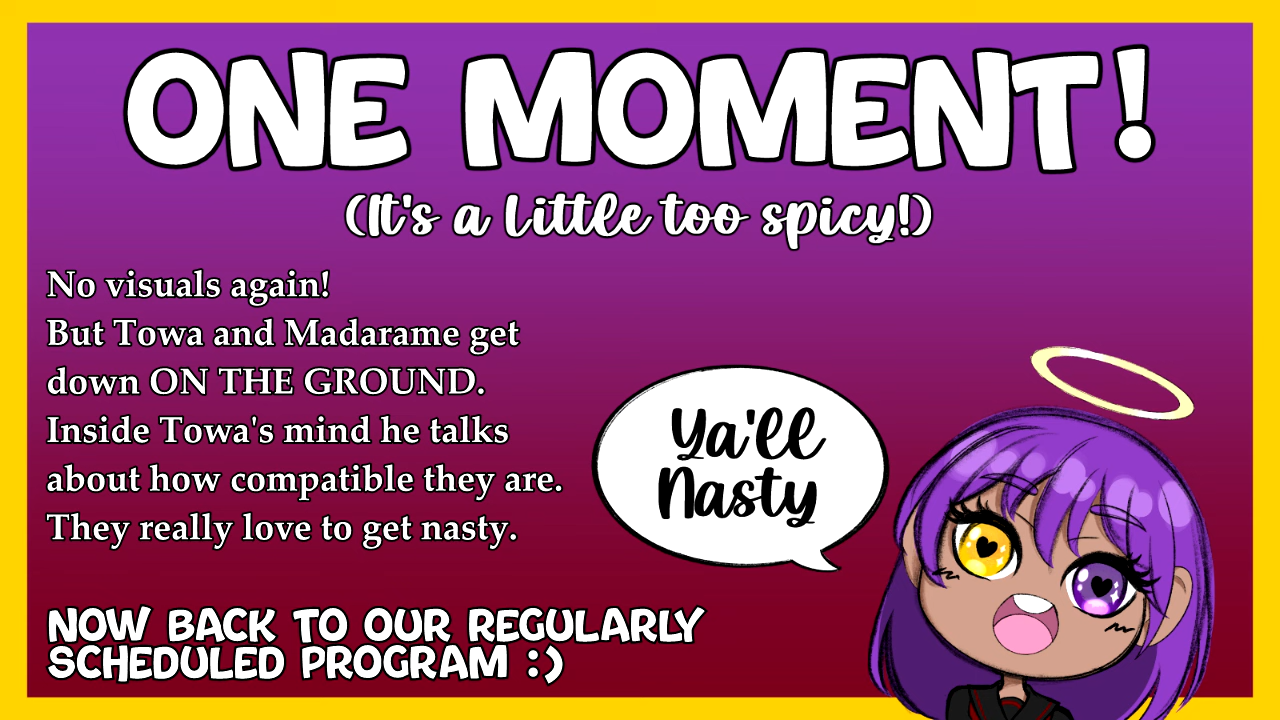 ONE MOMENT!
(It's a little too spicy!)
No visuals again!
But Towa and Madarame get
down ON THE GROUND.
Inside Towa's mind he talks
about how compatible they are.
They really love to get nasty.
Ya'll
Nasty
NOW BACK TO OUR REGULARLY
SCHEDULED PROGRAM :)